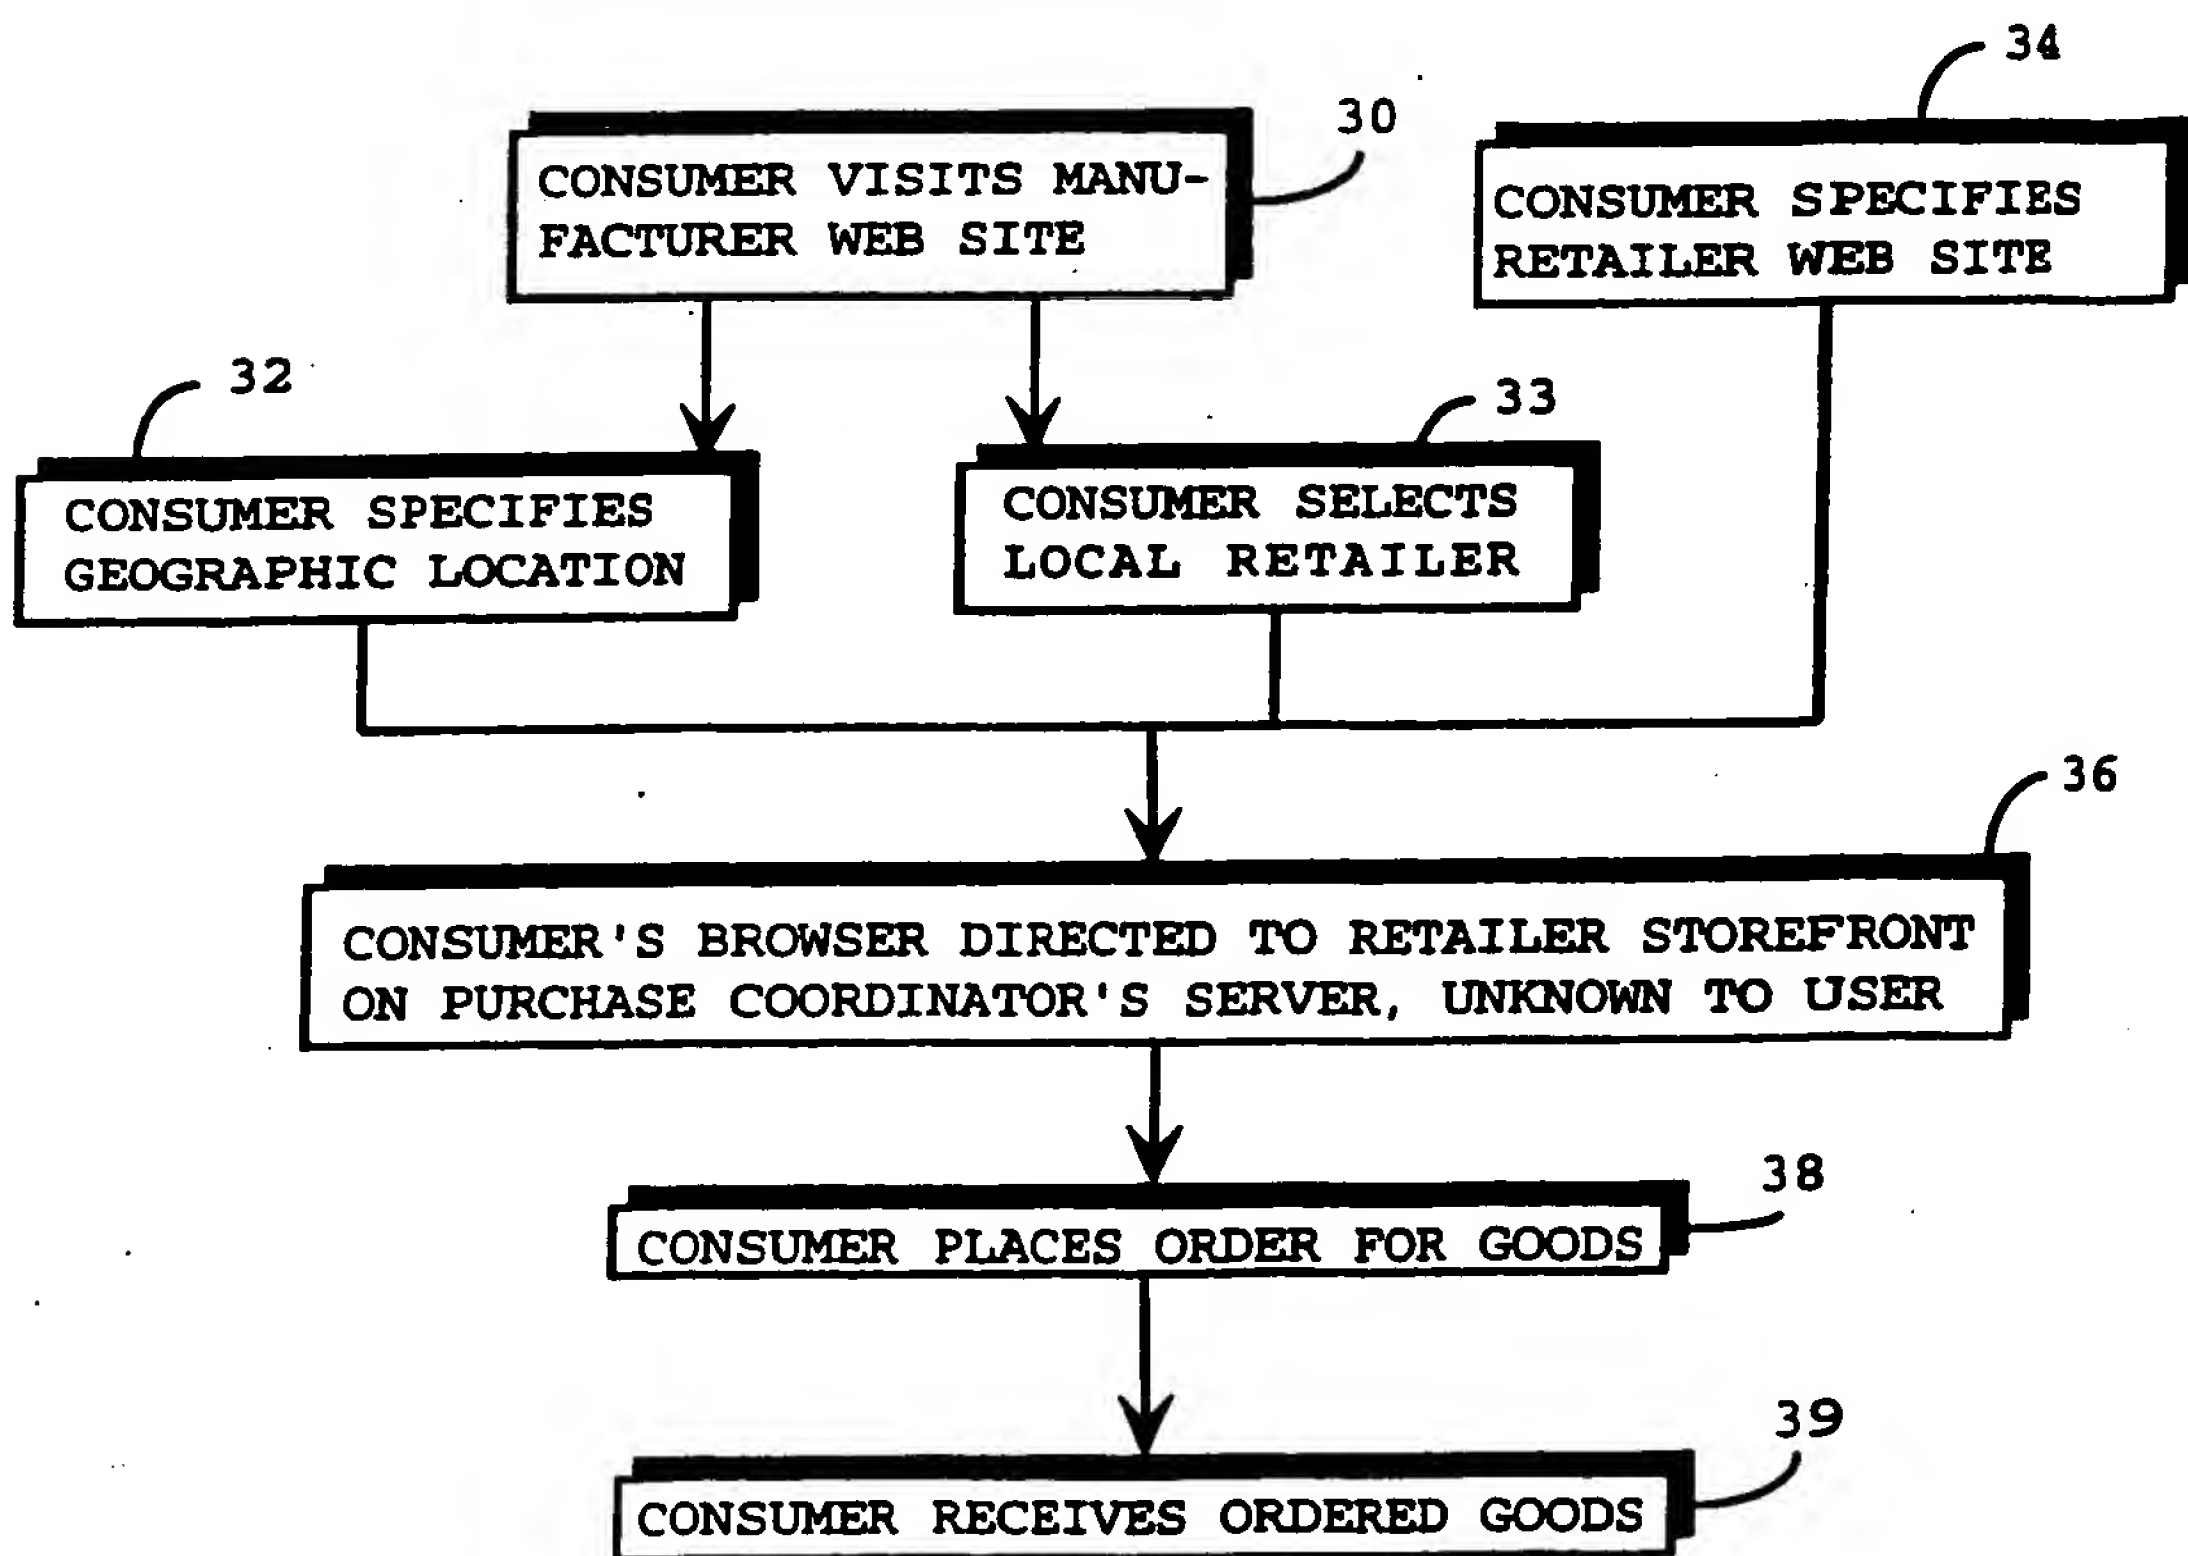 34
30
CONSUMER VISITS MANU-
FACTURER WEB SITE
CONSUMER SPECIFIES
RETAILER WEB SITE
32
33
CONSUMER SPECIFIES
GEOGRAPHIC LOCATION
CONSUMER SELECTS
LOCAL RETAILER
36
CONSUMER'S BROWSER DIRECTED TO RETAILER STOREFRONT
ON PURCHASE COORDINATOR'S SERVER, UNKNOWN TO USER
38
CONSUMER PLACES ORDER FOR GOODS
39
CONSUMER RECEIVES ORDERED GOODS